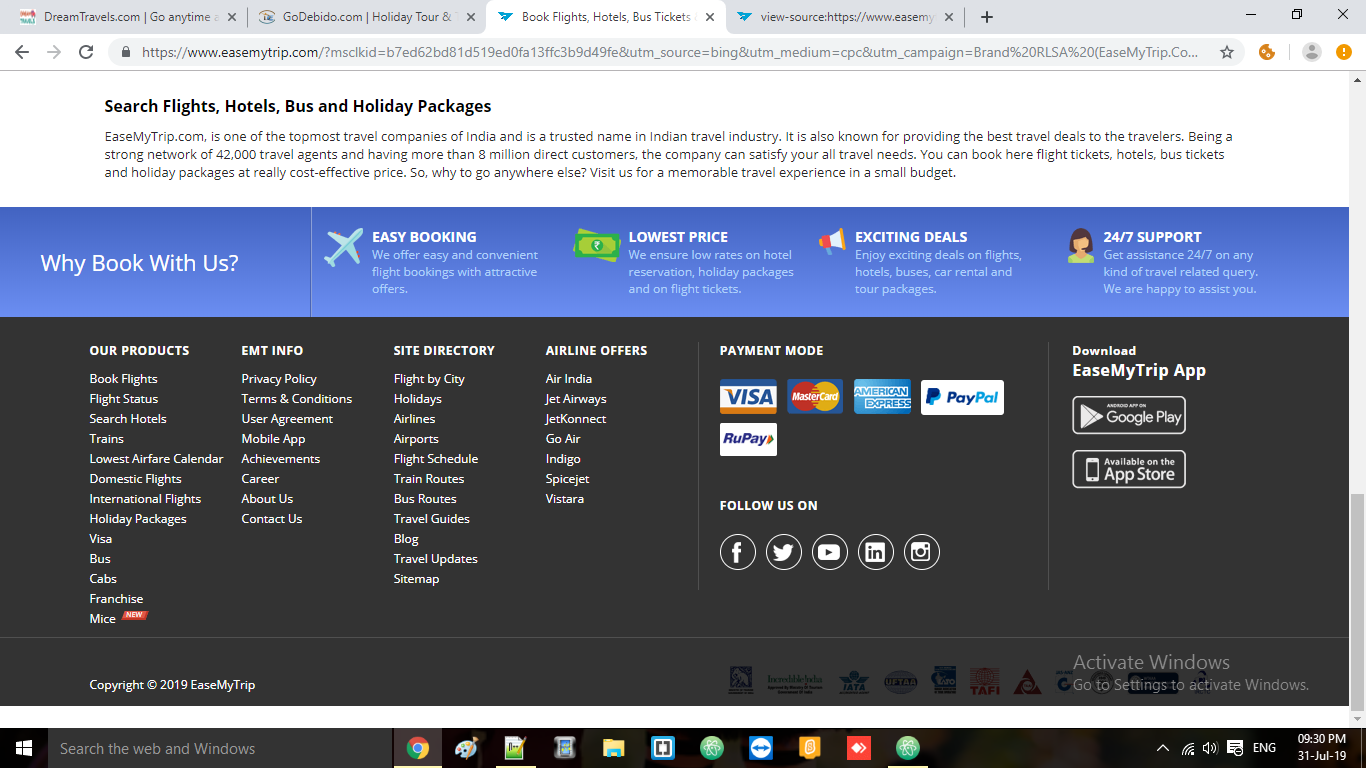 DreamTravels.com | Go anytime a
GoDebido.com | Holiday Tour &
Book Flights, Hotels, Bus Tickets
view-source:https://www.easemy
https://www.easemytrip.com/?msclkid=b7ed62bd81d519ed0fa13ffc3b9d49fe&utm_source=bing&utm_medium=cpc&utm_campaign=Brand%20RLSA%20(EaseMyTrip.Co...
Search Flights, Hotels, Bus and Holiday Packages
EaseMyTrip.com, is one of the topmost travel companies of India and is a trusted name in Indian travel industry. It is also known for providing the best travel deals to the travelers. Being a
strong network of 42,000 travel agents and having more than 8 million direct customers, the company can satisfy your all travel needs. You can book here flight tickets, hotels, bus tickets
and holiday packages at really cost-effective price. So, why to go anywhere else? Visit us for a memorable travel experience in a small budget.
Why Book With Us?
EASY BOOKING
We offer easy and convenient
flight bookings with attractive
offers.
LOWEST PRICE
We ensure low rates on hotel
reservation, holiday packages
and on flight tickets.
EXCITING DEALS
Enjoy exciting deals on flights,
hotels, buses, car rental and
tour packages.
24/7 SUPPORT
Get assistance 24/7 on any
kind of travel related query.
We are happy to assist you.
OUR PRODUCTS
Book Flights
Flight Status
Search Hotels
Trains
Lowest Airfare Calendar
Domestic Flights
International Flights
Holiday Packages
Visa
Bus
Cabs
Franchise
Mice NEW
EMT INFO
Privacy Policy
Terms & Conditions
User Agreement
Mobile App
Achievements
Career
About Us
Contact Us
SITE DIRECTORY
Flight by City
Holidays
Airlines
Airports
Flight Schedule
Train Routes
Bus Routes
Travel Guides
Blog
Travel Updates
Sitemap
AIRLINE OFFERS
Air India
Jet Airways
JetKonnect
Go Air
Indigo
Spicejet
Vistara
PAYMENT MODE
VISA
MasterCard
AMERICAN EXPRESS
PayPal
RuPay
FOLLOW US ON
Download
EaseMyTrip App
ANDROID APP ON
Google Play
Available on the
App Store
Copyright © 2019 EaseMyTrip
Incredible India
IATA
UFTAA
TAFI
Activate Windows
Go to Settings to activate Windows.
Search the web and Windows
ENG
09:30 PM
31-Jul-19